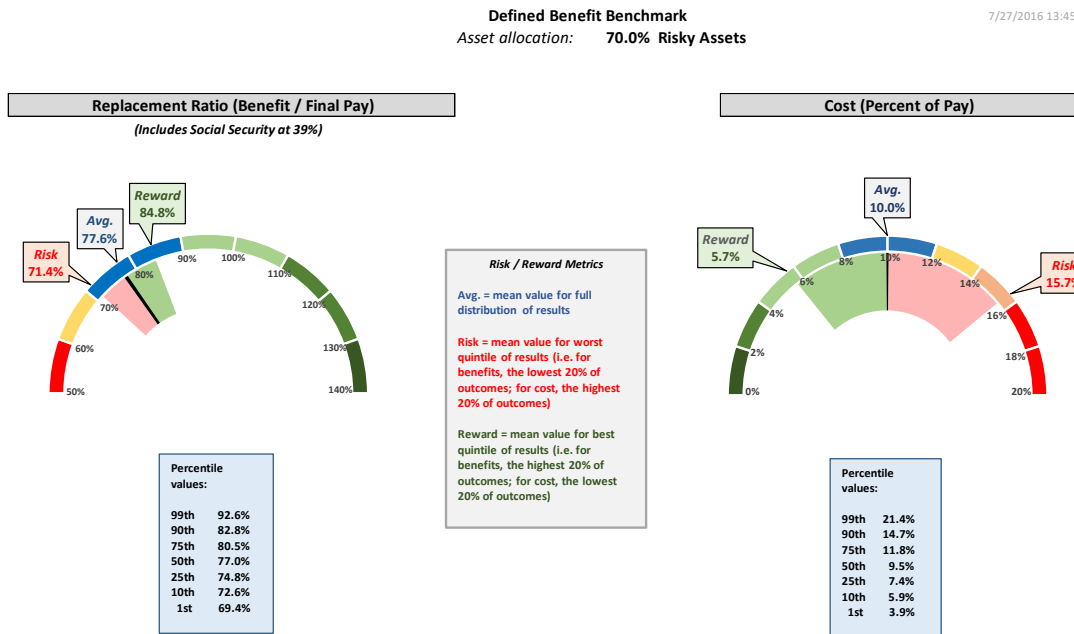 Defined Benefit Benchmark
7/27/2016 13:45
Asset allocation: 70.0% Risky Assets
Replacement Ratio (Benefit / Final Pay)
(Includes Social Security at 39%)
Reward
84.8%
Avg.
77.6%
Risk
71.4%
50%
60%
70%
80%
90%
100%
110%
120%
130%
140%
Percentile
values:
99th 92.6%
90th 82.8%
75th 80.5%
50th 77.0%
25th 74.8%
10th 72.6%
1st 69.4%
Risk / Reward Metrics
Avg. = mean value for full
distribution of results
Risk = mean value for worst
quintile of results (i.e. for
benefits, the lowest 20% of
outcomes; for cost, the highest
20% of outcomes)
Reward = mean value for best
quintile of results (i.e. for
benefits, the highest 20% of
outcomes; for cost, the lowest
20% of outcomes)
Cost (Percent of Pay)
Avg.
10.0%
Reward
5.7%
Risk
15.7%
0%
2%
4%
6%
8%
10%
12%
14%
16%
18%
20%
Percentile
values:
99th 21.4%
90th 14.7%
75th 11.8%
50th 9.5%
25th 7.4%
10th 5.9%
1st 3.9%